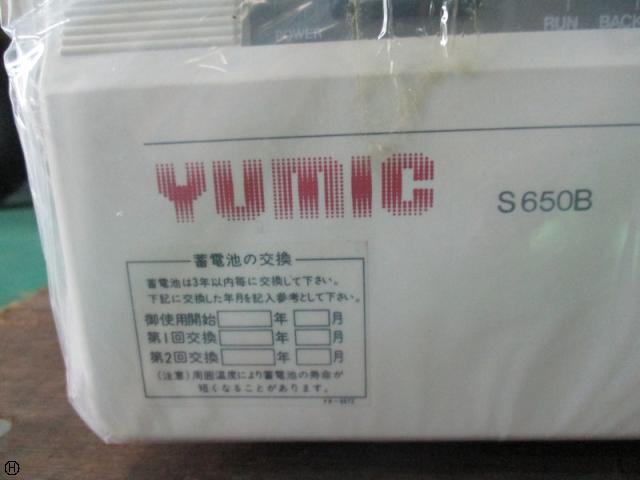 POWER
RUN BACK
YUMIC
S650B
蓄電池の交換
蓄電池は3年以内毎に交換して下さい。
下記に交換した年月を記入参考として下さい。
御使用開始 年 月
第1回交換 年 月
第2回交換 年 月
(注意) 周囲温度により蓄電池の寿命が
短くなることがあります。
H